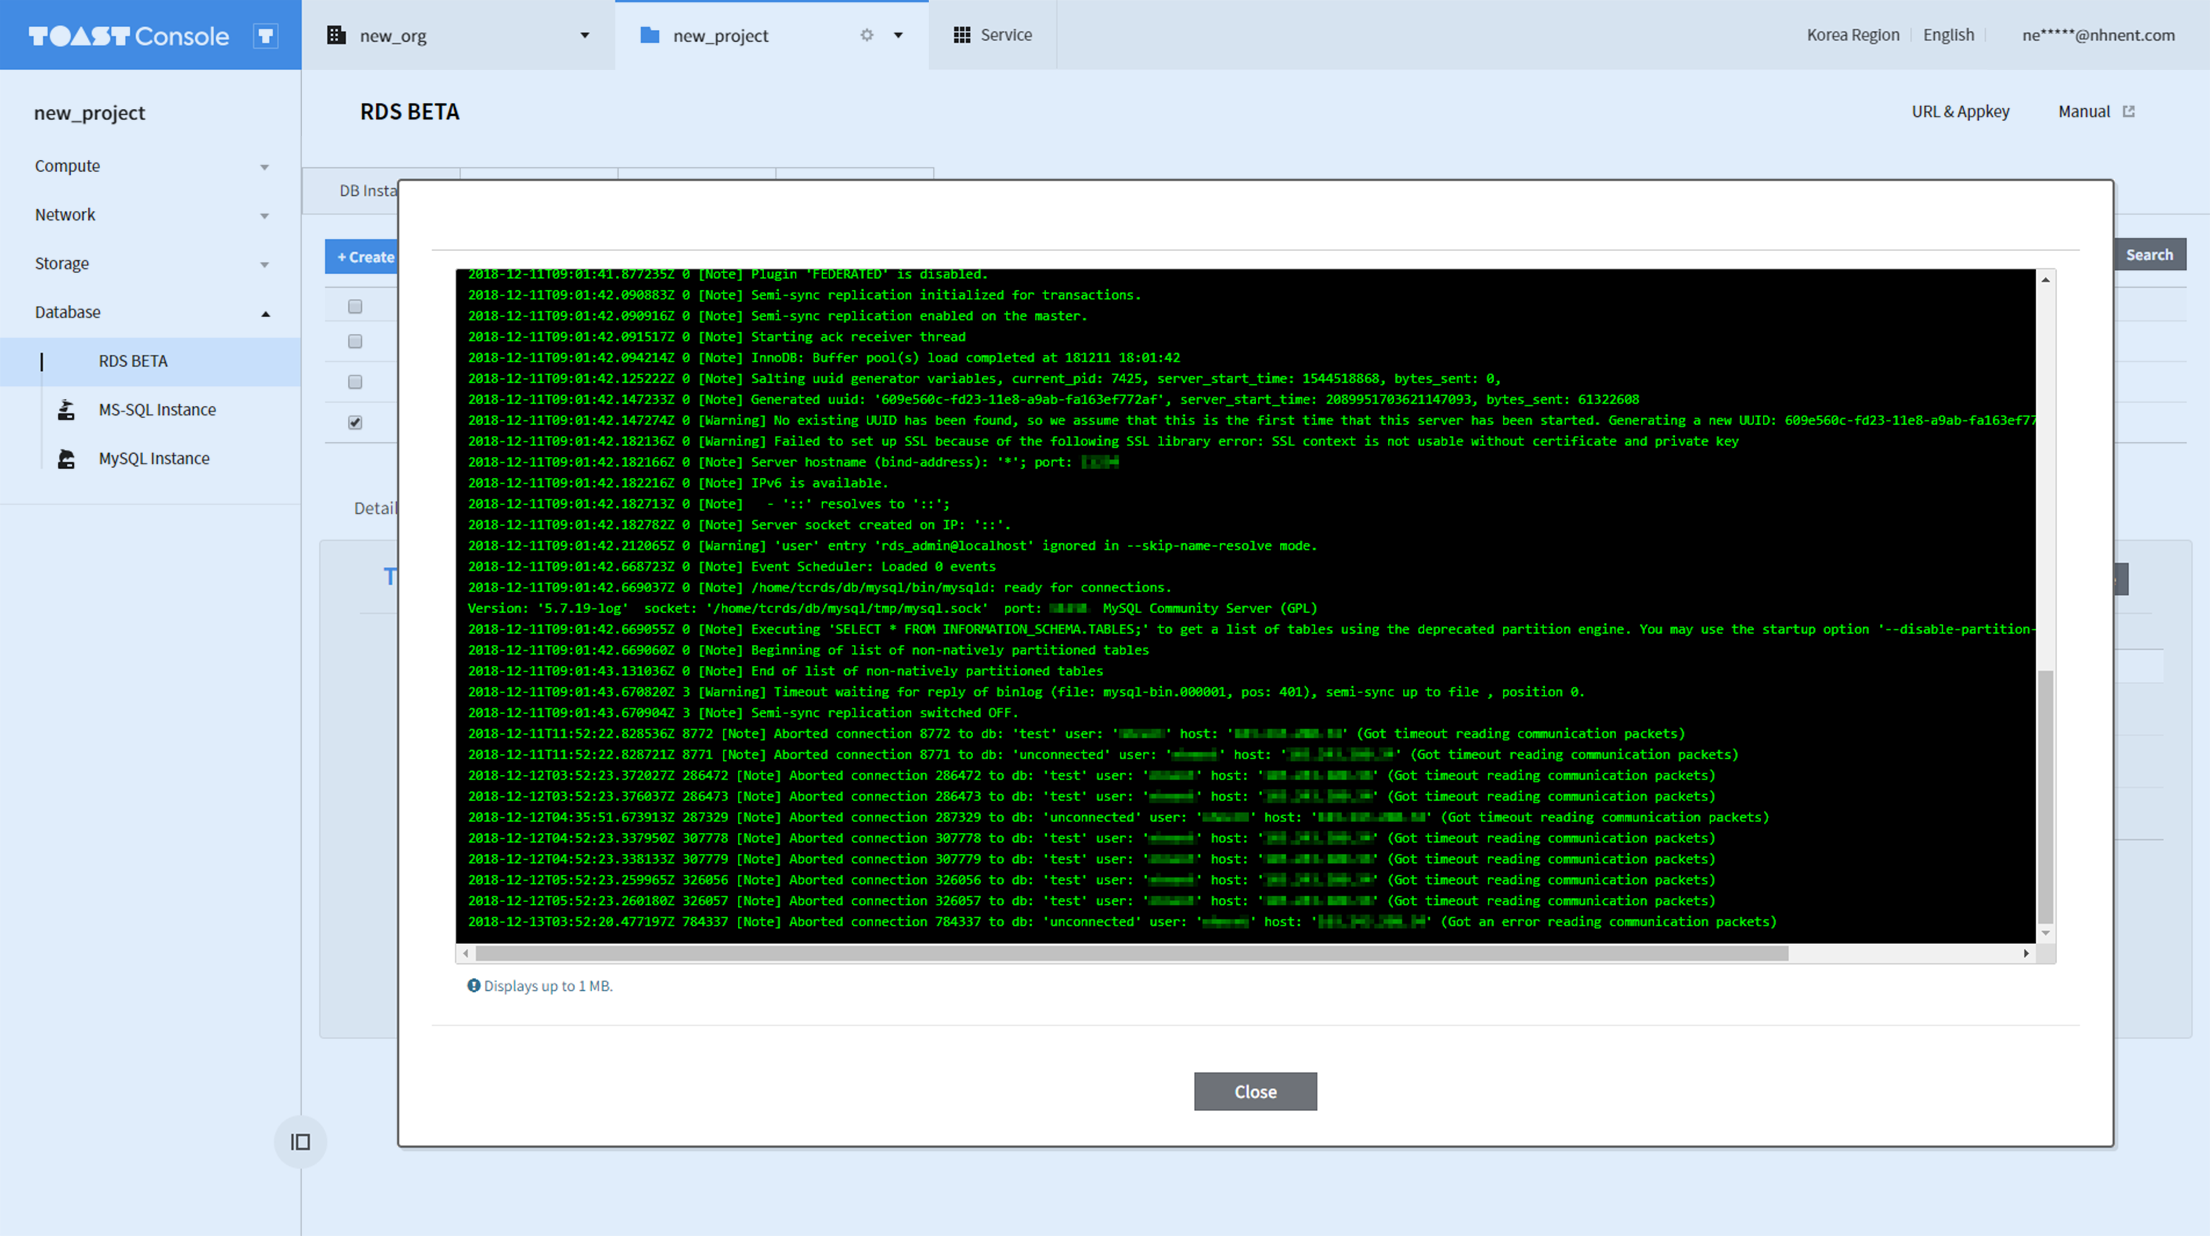 TOAST Console
new_org
new_project
Service
Korea Region
English
ne*****@nhnent.com
new_project
Compute
Network
Storage
Database
RDS BETA
MS-SQL Instance
MySQL Instance
RDS BETA
URL & Appkey
Manual
DB Insta
+ Create
Search
Detail
T
2018-12-11T09:01:41.877235Z 0 [Note] Plugin 'FEDERATED' is disabled.
2018-12-11T09:01:42.090883Z 0 [Note] Semi-sync replication initialized for transactions.
2018-12-11T09:01:42.090916Z 0 [Note] Semi-sync replication enabled on the master.
2018-12-11T09:01:42.091517Z 0 [Note] Starting ack receiver thread
2018-12-11T09:01:42.094214Z 0 [Note] InnoDB: Buffer pool(s) load completed at 181211 18:01:42
2018-12-11T09:01:42.125222Z 0 [Note] Salting uuid generator variables, current_pid: 7425, server_start_time: 1544518868, bytes_sent: 0,
2018-12-11T09:01:42.147233Z 0 [Note] Generated uuid: '609e560c-fd23-11e8-a9ab-fa163ef772af', server_start_time: 2089951703621147093, bytes_sent: 61322608
2018-12-11T09:01:42.147274Z 0 [Warning] No existing UUID has been found, so we assume that this is the first time that this server has been started. Generating a new UUID: 609e560c-fd23-11e8-a9ab-fa163ef77
2018-12-11T09:01:42.182136Z 0 [Warning] Failed to set up SSL because of the following SSL library error: SSL context is not usable without certificate and private key
2018-12-11T09:01:42.182166Z 0 [Note] Server hostname (bind-address): '*'; port:
2018-12-11T09:01:42.182216Z 0 [Note] IPv6 is available.
2018-12-11T09:01:42.182713Z 0 [Note]   - '::' resolves to '::';
2018-12-11T09:01:42.182782Z 0 [Note] Server socket created on IP: '::'.
2018-12-11T09:01:42.212065Z 0 [Warning] 'user' entry 'rds_admin@localhost' ignored in --skip-name-resolve mode.
2018-12-11T09:01:42.668723Z 0 [Note] Event Scheduler: Loaded 0 events
2018-12-11T09:01:42.669037Z 0 [Note] /home/tcrds/db/mysql/bin/mysqld: ready for connections.
Version: '5.7.19-log'  socket: '/home/tcrds/db/mysql/tmp/mysql.sock'  port:  MySQL Community Server (GPL)
2018-12-11T09:01:42.669055Z 0 [Note] Executing 'SELECT * FROM INFORMATION_SCHEMA.TABLES;' to get a list of tables using the deprecated partition engine. You may use the startup option '--disable-partition-
2018-12-11T09:01:42.669060Z 0 [Note] Beginning of list of non-natively partitioned tables
2018-12-11T09:01:43.131036Z 0 [Note] End of list of non-natively partitioned tables
2018-12-11T09:01:43.670820Z 3 [Warning] Timeout waiting for reply of binlog (file: mysql-bin.000001, pos: 401), semi-sync up to file , position 0.
2018-12-11T09:01:43.670904Z 3 [Note] Semi-sync replication switched OFF.
2018-12-11T11:52:22.828536Z 8772 [Note] Aborted connection 8772 to db: 'test' user: '' host: '' (Got timeout reading communication packets)
2018-12-11T11:52:22.828721Z 8771 [Note] Aborted connection 8771 to db: 'unconnected' user: '' host: '' (Got timeout reading communication packets)
2018-12-12T03:52:23.372027Z 286472 [Note] Aborted connection 286472 to db: 'test' user: '' host: '' (Got timeout reading communication packets)
2018-12-12T03:52:23.376037Z 286473 [Note] Aborted connection 286473 to db: 'test' user: '' host: '' (Got timeout reading communication packets)
2018-12-12T04:35:51.673913Z 287329 [Note] Aborted connection 287329 to db: 'unconnected' user: '' host: '' (Got timeout reading communication packets)
2018-12-12T04:52:23.337950Z 307778 [Note] Aborted connection 307778 to db: 'test' user: '' host: '' (Got timeout reading communication packets)
2018-12-12T04:52:23.338133Z 307779 [Note] Aborted connection 307779 to db: 'test' user: '' host: '' (Got timeout reading communication packets)
2018-12-12T05:52:23.259965Z 326056 [Note] Aborted connection 326056 to db: 'test' user: '' host: '' (Got timeout reading communication packets)
2018-12-12T05:52:23.260180Z 326057 [Note] Aborted connection 326057 to db: 'test' user: '' host: '' (Got timeout reading communication packets)
2018-12-13T03:52:20.477197Z 784337 [Note] Aborted connection 784337 to db: 'unconnected' user: '' host: '' (Got an error reading communication packets)
Displays up to 1 MB.
Close